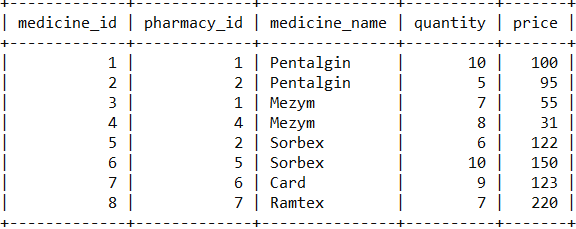 | medicine_id | pharmacy_id | medicine_name | quantity | price |
| 1 | 1 | Pentalgin | 10 | 100 |
| 2 | 2 | Pentalgin | 5 | 95 |
| 3 | 1 | Mezym | 7 | 55 |
| 4 | 4 | Mezym | 8 | 31 |
| 5 | 2 | Sorbex | 6 | 122 |
| 6 | 5 | Sorbex | 10 | 150 |
| 7 | 6 | Card | 9 | 123 |
| 8 | 7 | Ramtex | 7 | 220 |